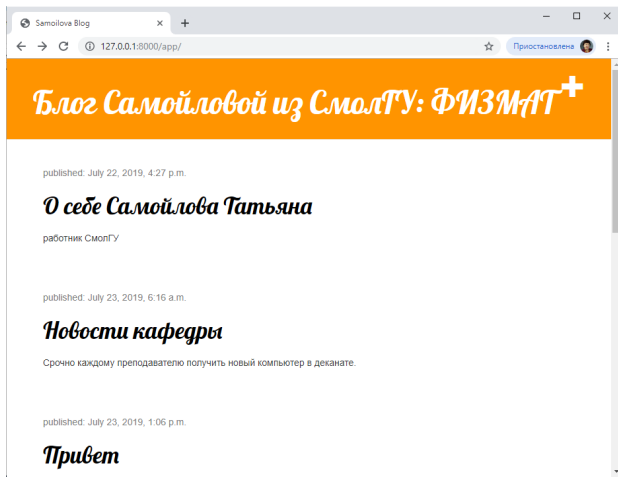 Samoilova Blog
127.0.0.1:8000/app/
Приостановлена
Блог Самойловой из СмолГУ: ФИЗМАТ
published: July 22, 2019, 4:27 p.m.
О себе Самойлова Татьяна
работник СмолГУ
published: July 23, 2019, 6:16 a.m.
Новости кафедры
Срочно каждому преподавателю получить новый компьютер в деканате.
published: July 23, 2019, 1:06 p.m.
Привет